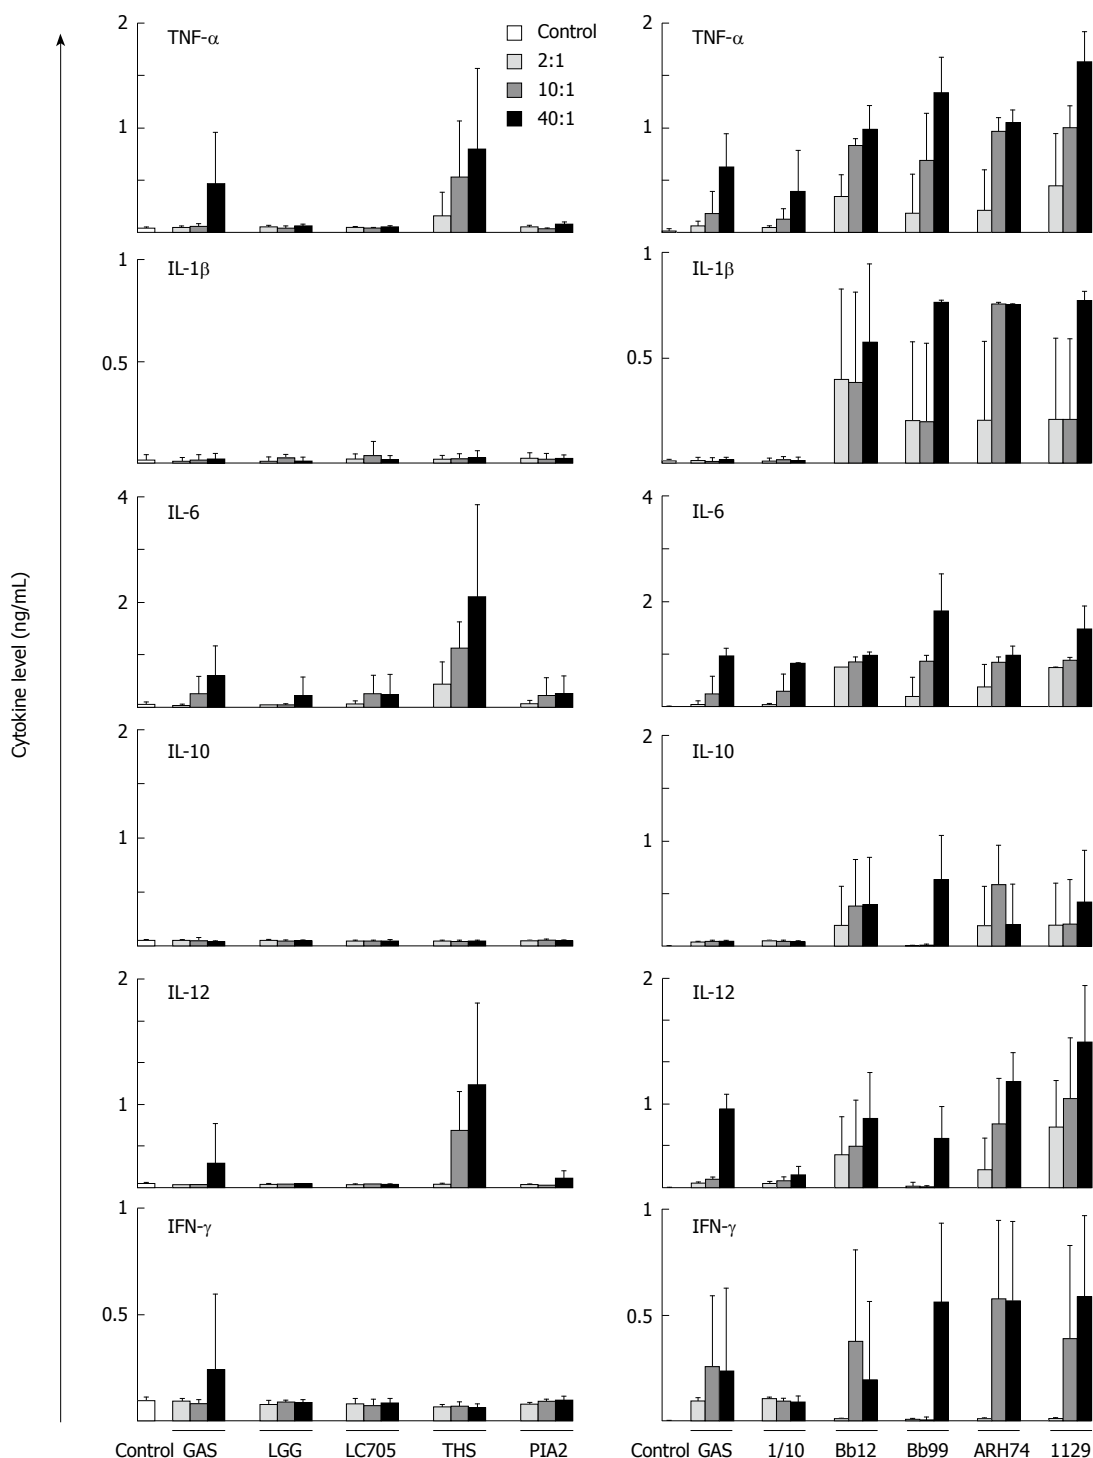 Cytokine level (ng/mL)
2
1
TNF-α
Control
2:1
10:1
40:1
2
1
TNF-α
1
0.5
IL-1β
1
0.5
IL-1β
4
2
IL-6
4
2
IL-6
2
1
IL-10
2
1
IL-10
2
1
IL-12
2
1
IL-12
1
0.5
IFN-γ
1
0.5
IFN-γ
Control GAS LGG LC705 THS PIA2
Control GAS 1/10 Bb12 Bb99 ARH74 1129